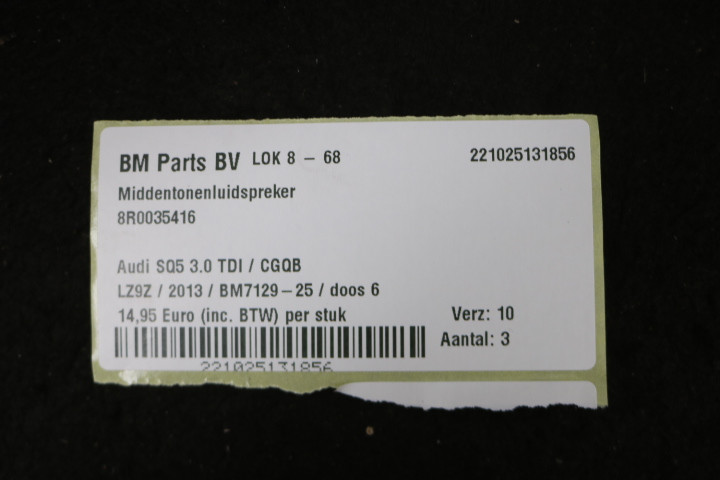 BM Parts BV LOK 8 - 68 221025131856
Middentonenluidspreker
8R0035416
Audi SQ5 3.0 TDI / CGQB
LZ9Z / 2013 / BM7129-25 / doos 6
14,95 Euro (inc. BTW) per stuk Verz: 10
Aantal: 3
221025131856